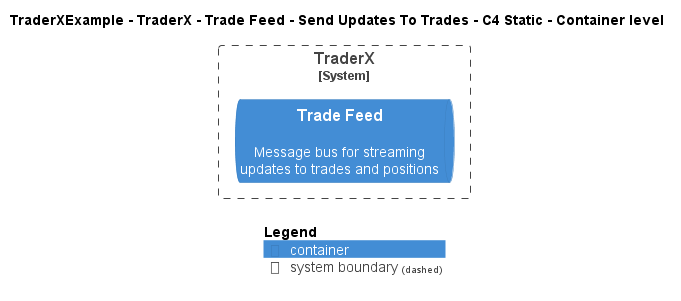 TraderXExample - TraderX - Trade Feed - Send Updates To Trades - C4 Static - Container level
TraderX
[System]
Trade Feed
Message bus for streaming
updates to trades and positions
Legend
container
system boundary (dashed)